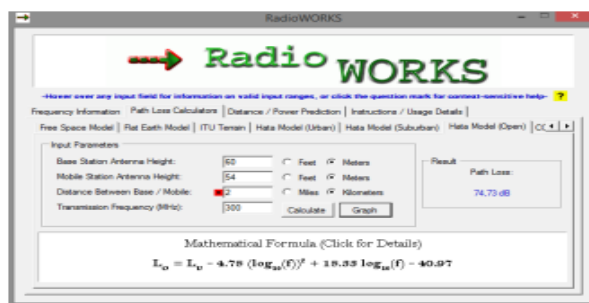 RadioWORKS
Radio WORKS
-Hover over any input field for information on valid input ranges, or click the question mark for context-sensitive help- ?
Frequency Information Path Loss Calculators Distance / Power Prediction Instructions / Usage Details
Free Space Model Flat Earth Model ITU Terrain Hata Model (Urban) Hata Model (Suburban) Hata Model (Open)
Input Parameters
Base Station Antenna Height: 60 Feet Meters
Mobile Station Antenna Height: 54 Feet Meters
Distance Between Base / Mobile: 2 Miles Kilometers
Transmission Frequency (MHz): 300 Calculate Graph
Result
Path Loss:
74,73 dB
Mathematical Formula (Click for Details)
L_o = L_u - 4.78 (log₁₀(f))² + 18.33 log₁₀(f) - 40.97